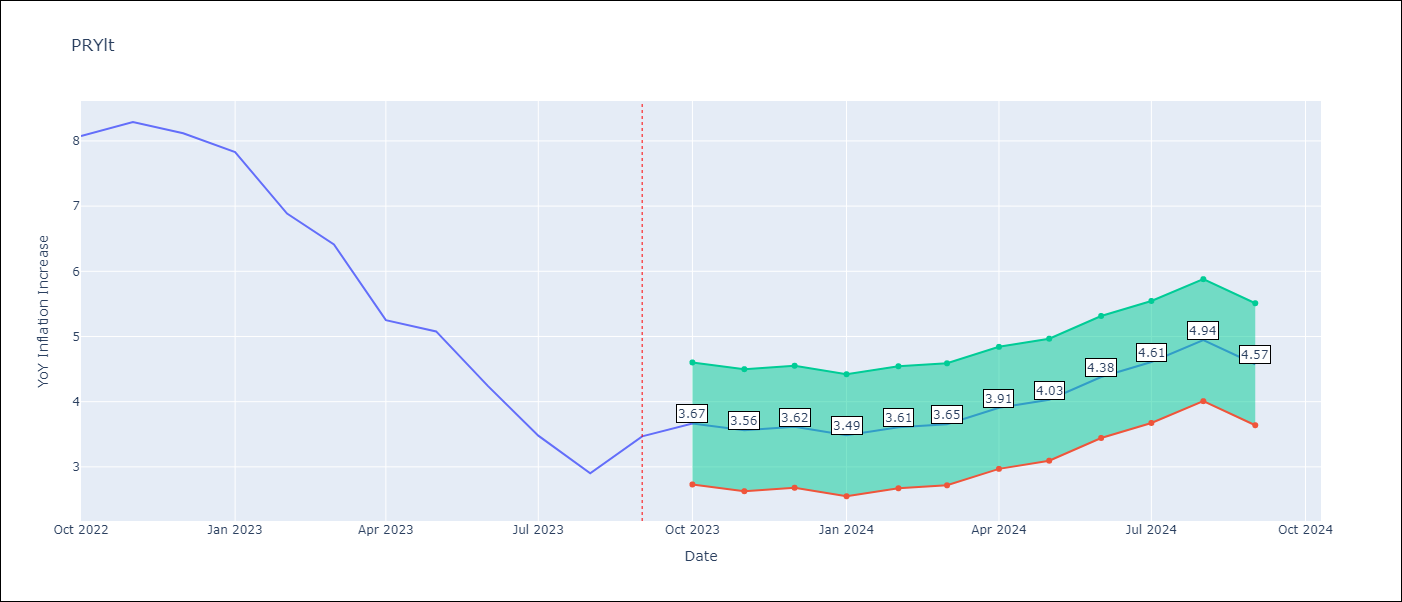 PRYlt
YoY Inflation Increase
8
7
6
5
4
3
3.67
3.56
3.62
3.49
3.61
3.65
3.91
4.03
4.38
4.61
4.94
4.57
Oct 2022
Jan 2023
Apr 2023
Jul 2023
Oct 2023
Jan 2024
Apr 2024
Jul 2024
Oct 2024
Date